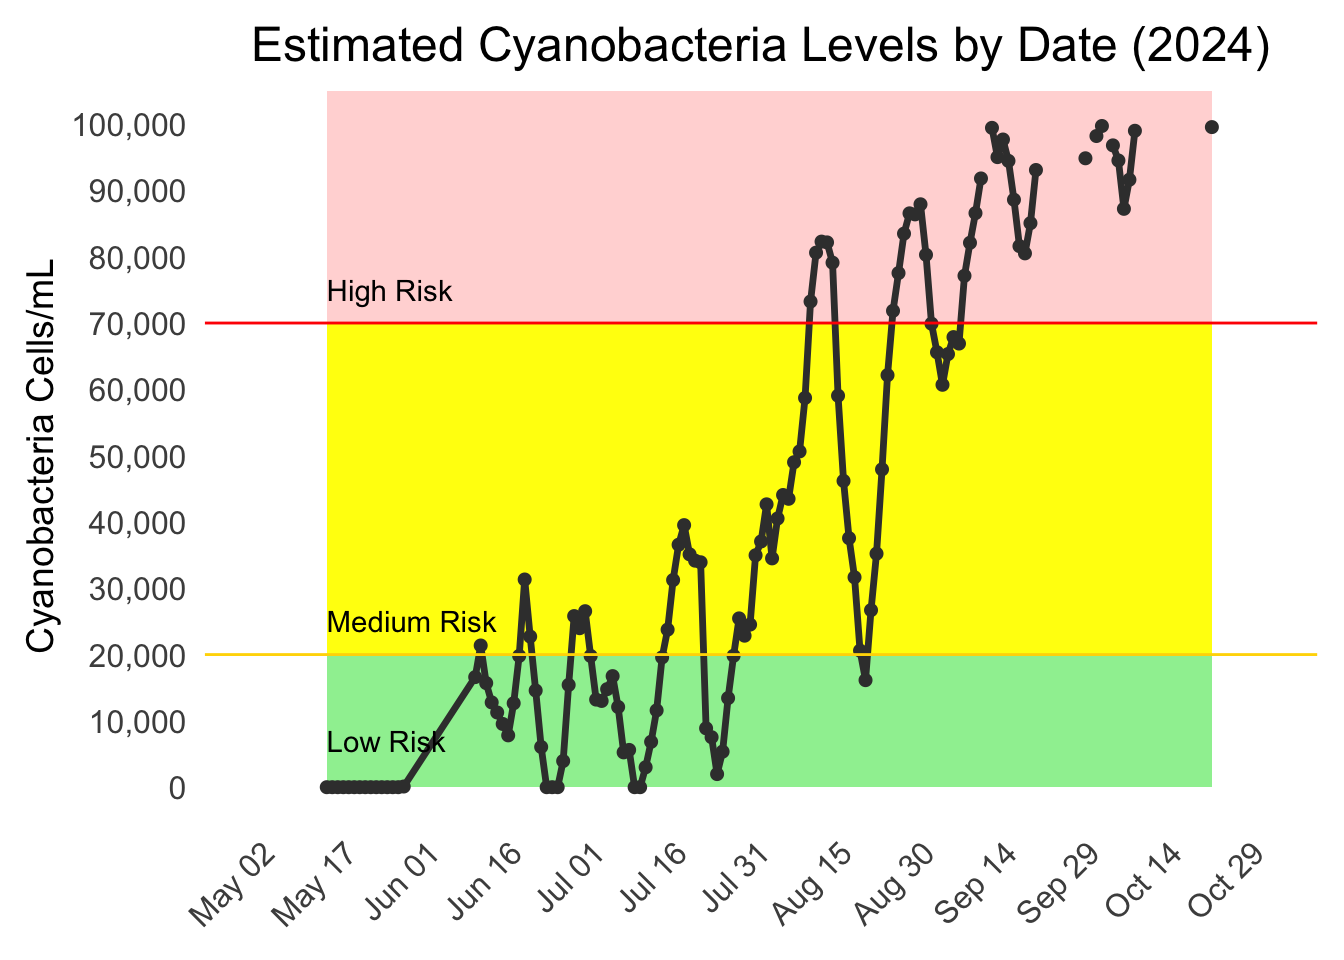 Estimated Cyanobacteria Levels by Date (2024)
Cyanobacteria Cells/mL
100,000
90,000
80,000
70,000
60,000
50,000
40,000
30,000
20,000
10,000
0
High Risk
Medium Risk
Low Risk
May 02
May 17
Jun 01
Jun 16
Jul 01
Jul 16
Jul 31
Aug 15
Aug 30
Sep 14
Sep 29
Oct 14
Oct 29